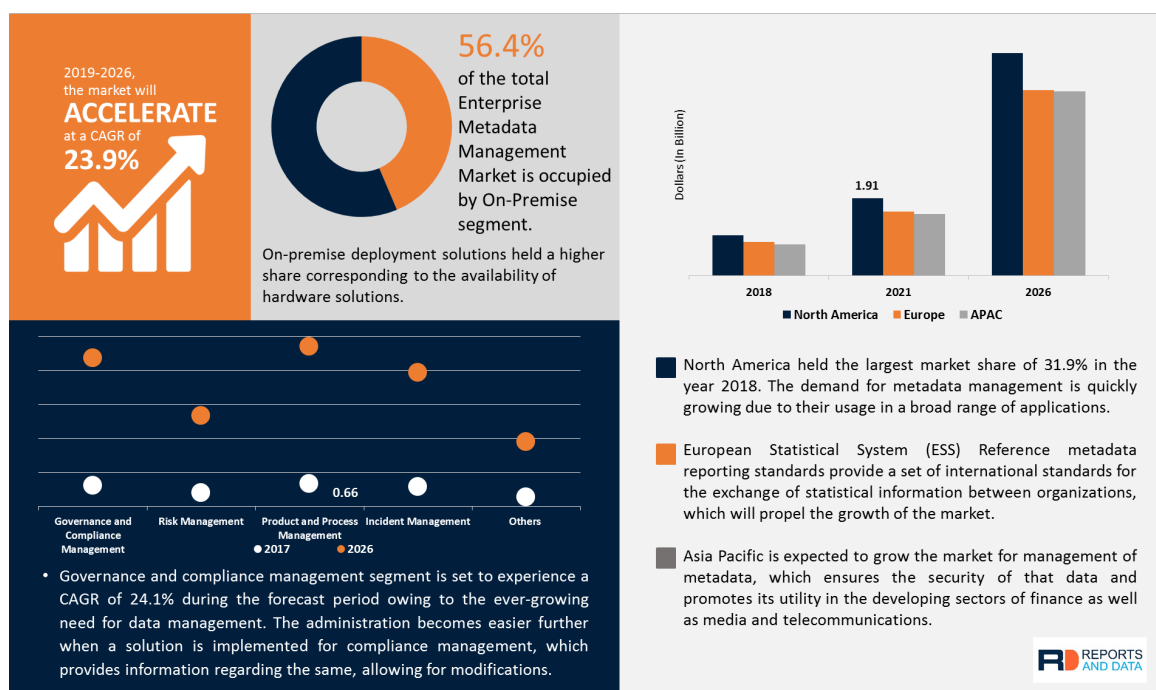 2019-2026,
the market will
ACCELERATE
at a CAGR of
23.9%
56.4%
of the total
Enterprise
Metadata
Management
Market is occupied
by On-Premise
segment.
On-premise deployment solutions held a higher
share corresponding to the availability of
hardware solutions.
Dollars (In Billion)
1.91
2018
2021
2026
North America
Europe
APAC
0.66
Governance and
Compliance
Management
Risk Management
Product and Process
Management
Incident Management
Others
2017
2026
• Governance and compliance management segment is set to experience a
CAGR of 24.1% during the forecast period owing to the ever-growing
need for data management. The administration becomes easier further
when a solution is implemented for compliance management, which
provides information regarding the same, allowing for modifications.
North America held the largest market share of 31.9% in the
year 2018. The demand for metadata management is quickly
growing due to their usage in a broad range of applications.
European Statistical System (ESS) Reference metadata
reporting standards provide a set of international standards for
the exchange of statistical information between organizations,
which will propel the growth of the market.
Asia Pacific is expected to grow the market for management of
metadata, which ensures the security of that data and
promotes its utility in the developing sectors of finance as well
as media and telecommunications.
RD REPORTS
AND DATA